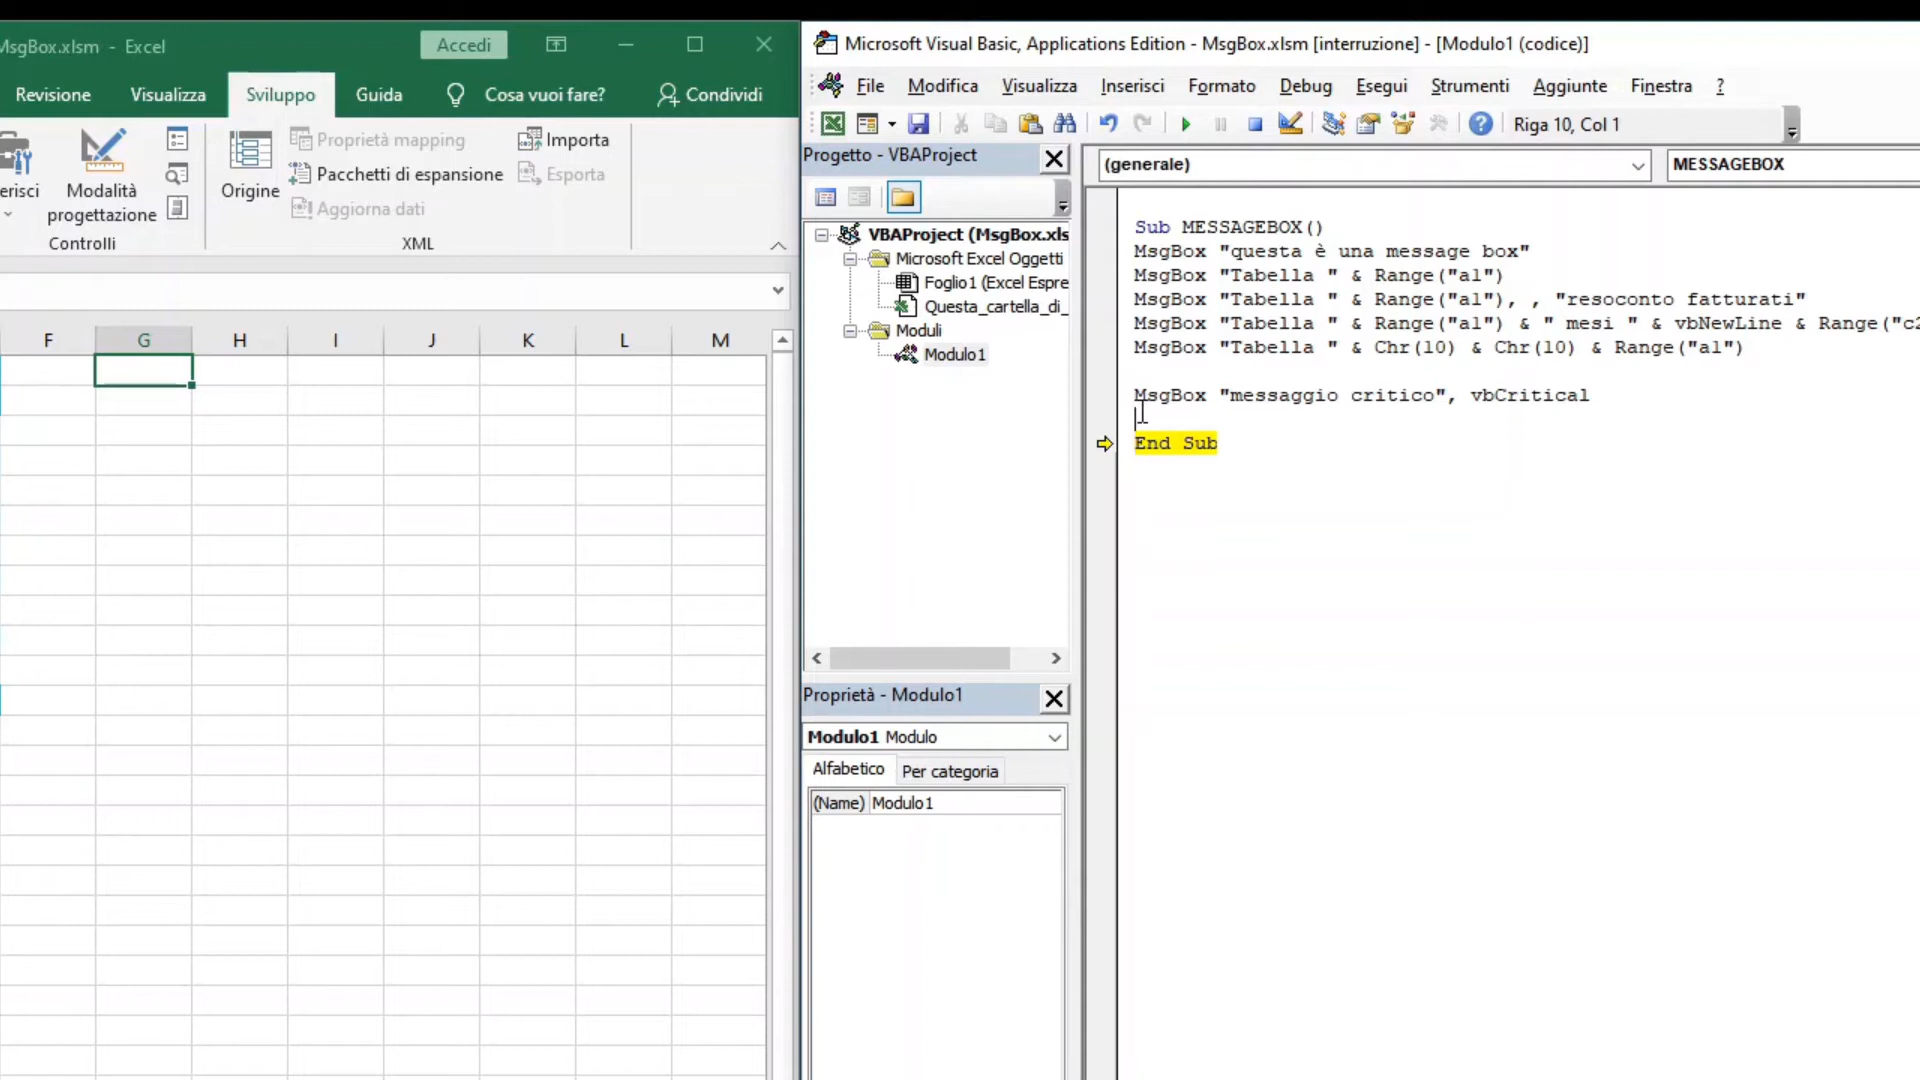 MsgBox.xlsm - Excel
Accedi
Revisione
Visualizza
Sviluppo
Guida
Cosa vuoi fare?
Condividi
Modalità
progettazione
Controlli
Origine
Proprietà mapping
Pacchetti di espansione
Aggiorna dati
Importa
Esporta
XML
F G H I J K L M
Microsoft Visual Basic, Applications Edition - MsgBox.xlsm [interruzione] - [Modulo1 (codice)]
File Modifica Visualizza Inserisci Formato Debug Esegui Strumenti Aggiunte Finestra ?
Riga 10, Col 1
Progetto - VBAProject
VBAProject (MsgBox.xls
Microsoft Excel Oggetti
Foglio1 (Excel Espre
Questa_cartella_di_
Moduli
Modulo1
Proprietà - Modulo1
Modulo1 Modulo
Alfabetico
Per categoria
(Name) Modulo1
(generale)
MESSAGEBOX
Sub MESSAGEBOX()
MsgBox "questa è una message box"
MsgBox "Tabella " & Range("a1")
MsgBox "Tabella " & Range("a1"), , "resoconto fatturati"
MsgBox "Tabella " & Range("a1") & " mesi " & vbNewLine & Range("c2
MsgBox "Tabella " & Chr(10) & Chr(10) & Range("a1")
MsgBox "messaggio critico", vbCritical
End Sub